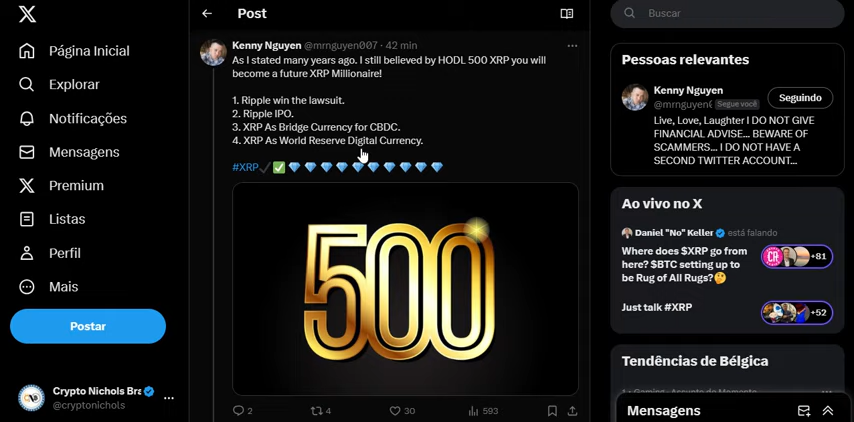 Página Inicial
Explorar
Notificações
Mensagens
Premium
Listas
Perfil
Mais
Postar
Crypto Nichols Bra
@cryptonichols
Post
Kenny Nguyen @mrnguyen007 · 42 min
As I stated many years ago. I still believed by HODL 500 XRP you will
become a future XRP Millionaire!
1. Ripple win the lawsuit.
2. Ripple IPO.
3. XRP As Bridge Currency for CBDC.
4. XRP As World Reserve Digital Currency.
#XRP✔✅💎💎💎💎💎💎💎💎💎💎
500
2 4 30 593
Buscar
Pessoas relevantes
Kenny Nguyen
@mrnguyen Segue você
Seguindo
Live, Love, Laughter I DO NOT GIVE
FINANCIAL ADVISE... BEWARE OF
SCAMMERS... I DO NOT HAVE A
SECOND TWITTER ACCOUNT...
Ao vivo no X
Daniel "No" Keller está falando
Where does $XRP go from
here? $BTC setting up to
be Rug of All Rugs?🤔
CR
+81
Just talk #XRP
+52
Tendências de Bélgica
Mensagens